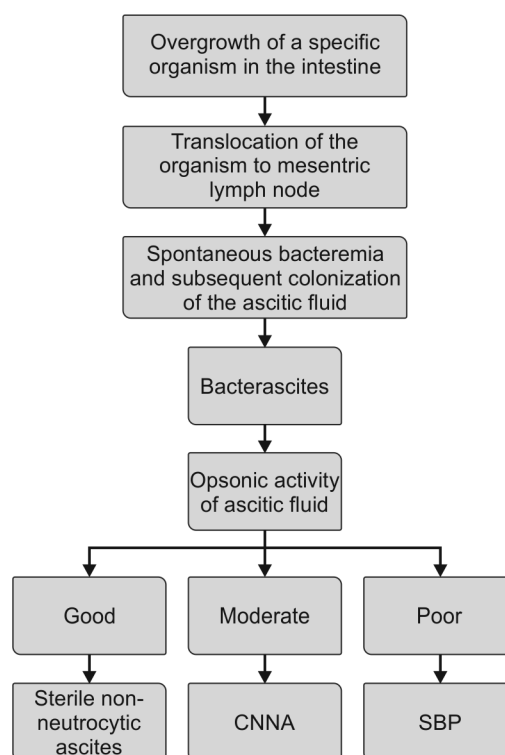 Overgrowth of a specific
organism in the intestine
Translocation of the
organism to mesentric
lymph node
Spontaneous bacteremia
and subsequent colonization
of the ascitic fluid
Bacterascites
Opsonic activity
of ascitic fluid
Good
Moderate
Poor
Sterile non-
neutrocytic
ascites
CNNA
SBP